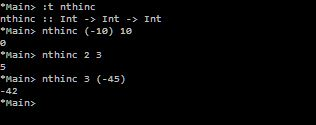 *Main> :t nthinc
nthinc :: Int -> Int -> Int
*Main> nthinc (-10) 10
0
*Main> nthinc 2 3
5
*Main> nthinc 3 (-45)
-42
*Main>